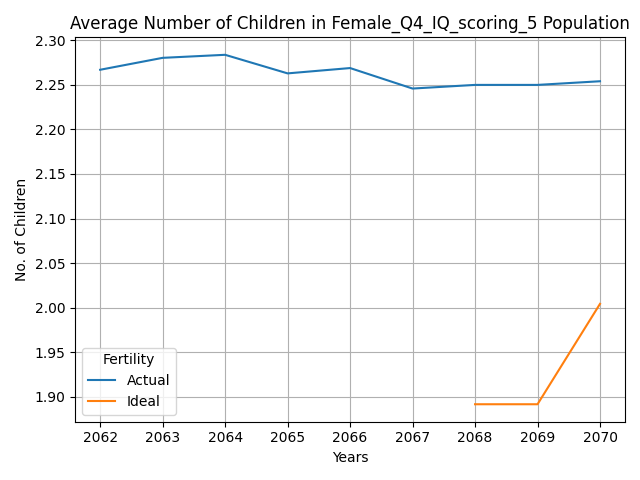 Average Number of Children in Female_Q4_IQ_scoring_5 Population
2.30
2.25
2.20
2.15
2.10
2.05
2.00
1.95
1.90
No. of Children
Fertility
Actual
Ideal
2062 2063 2064 2065 2066 2067 2068 2069 2070
Years